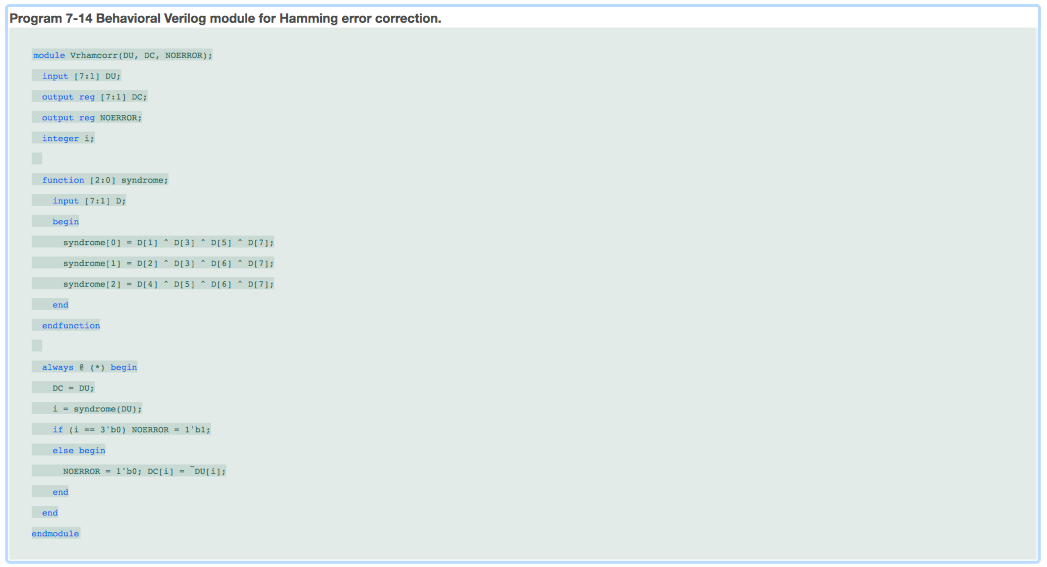 Program 7-14 Behavioral Verilog module for Hamming error correction.
module Vrhamcorr(DU, DC, NOERROR);
input [7:1] DU;
output reg [7:1] DC;
output reg NOERROR;
integer i;
function [2:0] syndrome;
input [7:1] D;
begin
syndrome[0] = D[1] ^ D[3] ^ D[5] ^ D[7];
syndrome[1] = D[2] ^ D[3] ^ D[6] ^ D[7];
syndrome[2] = D[4] ^ D[5] ^ D[6] ^ D[7];
end
endfunction
always @ (*) begin
DC = DU;
i = syndrome(DU);
if (i == 3'b0) NOERROR = 1'b1;
else begin
NOERROR = 1'b0; DC[i] = ~DU[i];
end
end
endmodule